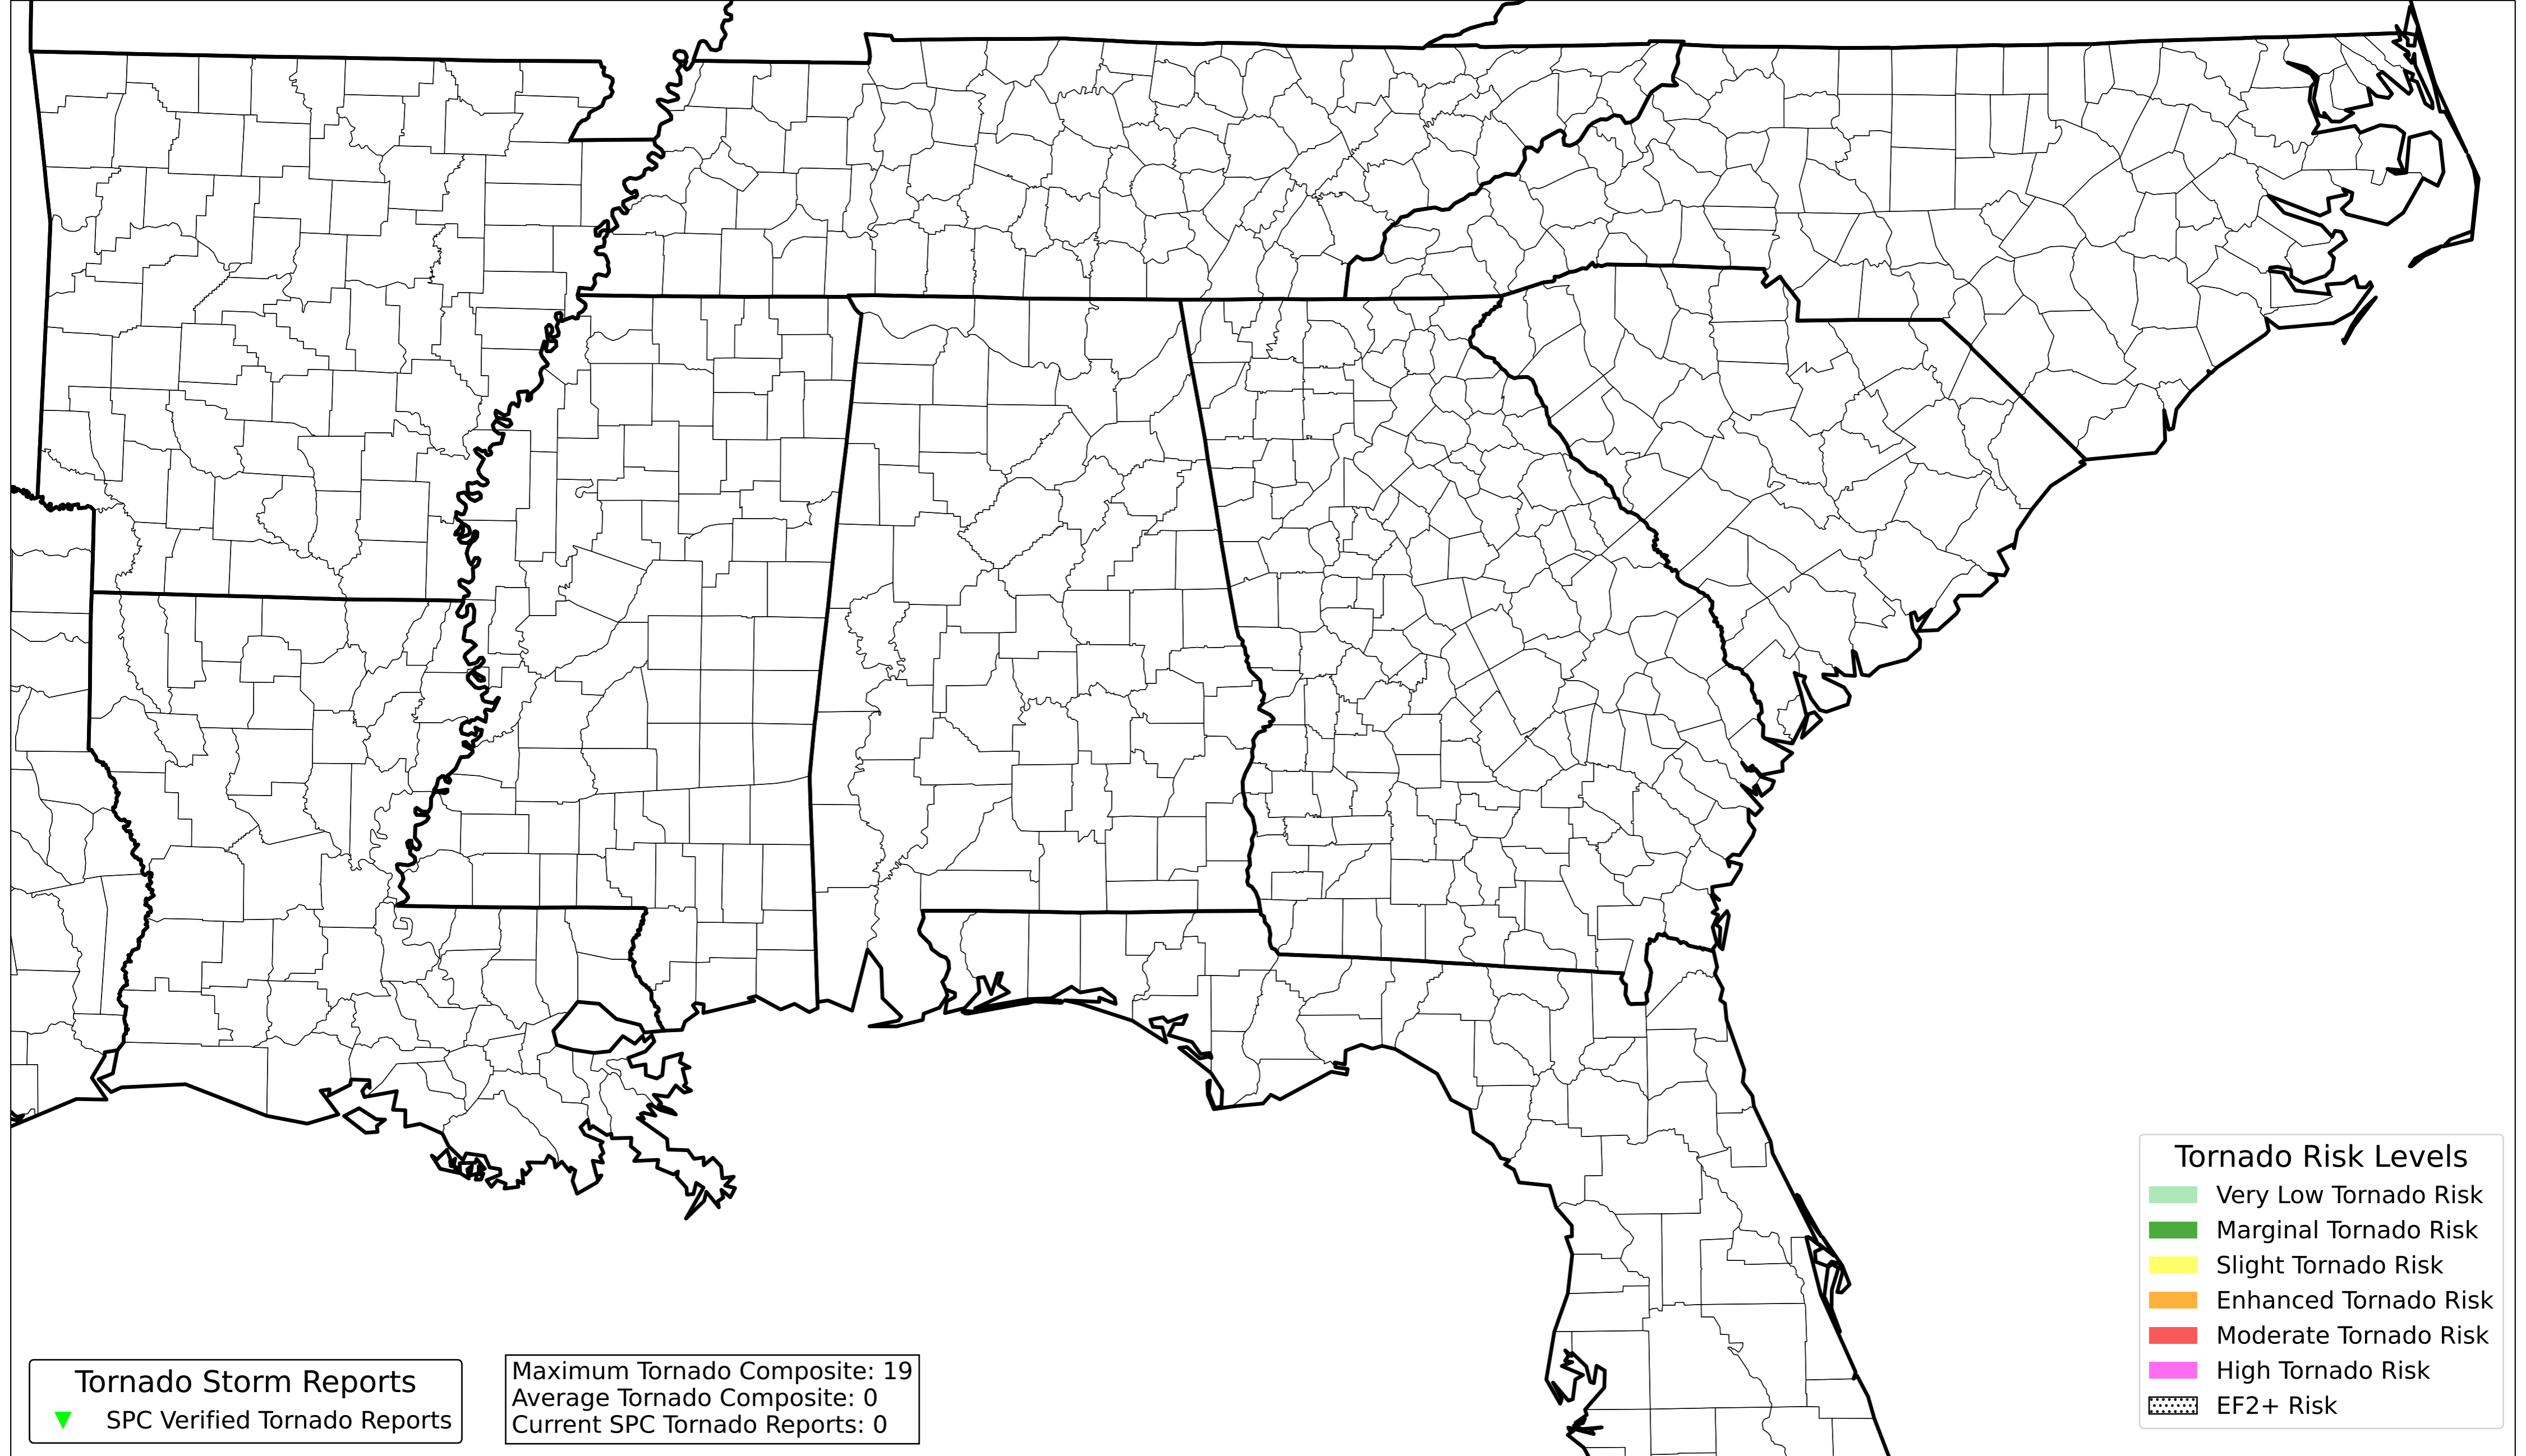 Tornado Storm Reports
SPC Verified Tornado Reports
Maximum Tornado Composite: 19
Average Tornado Composite: 0
Current SPC Tornado Reports: 0
Tornado Risk Levels
Very Low Tornado Risk
Marginal Tornado Risk
Slight Tornado Risk
Enhanced Tornado Risk
Moderate Tornado Risk
High Tornado Risk
EF2+ Risk